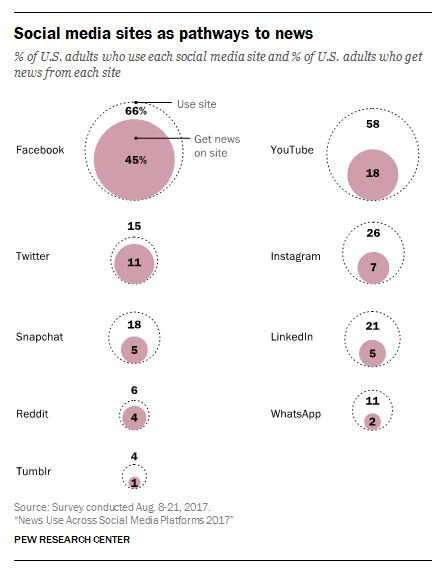 Social media sites as pathways to news
% of U.S. adults who use each social media site and % of U.S. adults who get
news from each site
Use site
66%
Get news
on site
Facebook
45%
YouTube
58
18
Twitter
15
11
Instagram
26
7
Snapchat
18
5
LinkedIn
21
5
Reddit
6
4
WhatsApp
11
2
Tumblr
4
1
Source: Survey conducted Aug. 8-21, 2017.
“News Use Across Social Media Platforms 2017”
PEW RESEARCH CENTER